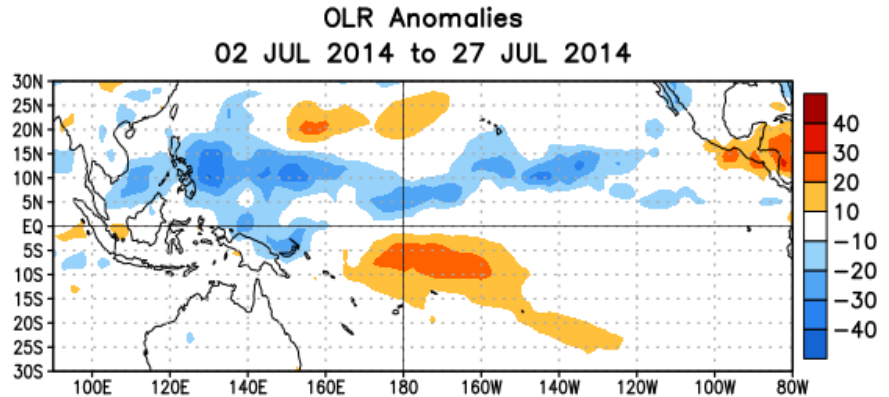 OLR Anomalies
02 JUL 2014 to 27 JUL 2014
30N
25N
20N
15N
10N
5N
EQ
5S
10S
15S
20S
25S
30S
100E 120E 140E 160E 180 160W 140W 120W 100W 80W
40
30
20
10
-10
-20
-30
-40